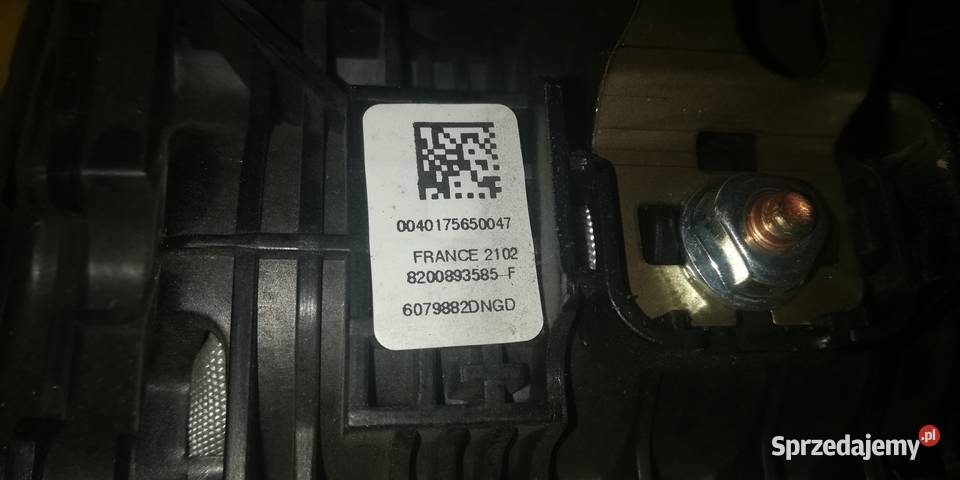 0040175650047
FRANCE 2102
8200893585-F
6079882DNGD
Sprzedajemy.pl